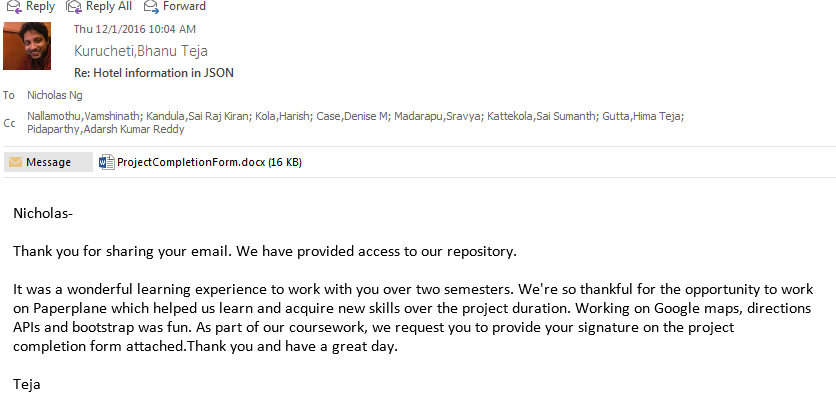 Reply Reply All Forward
Thu 12/1/2016 10:04 AM
Kurucheti,Bhanu Teja
Re: Hotel information in JSON
To Nicholas Ng
Cc Nallamothu,Vamshinath; Kandula,Sai Raj Kiran; Kola,Harish; Case,Denise M; Madarapu,Sravya; Kattekola,Sai Sumanth; Gutta,Hima Teja;
Pidaparthy,Adarsh Kumar Reddy
Message ProjectCompletionForm.docx (16 KB)
Nicholas-
Thank you for sharing your email. We have provided access to our repository.
It was a wonderful learning experience to work with you over two semesters. We're so thankful for the opportunity to work
on Paperplane which helped us learn and acquire new skills over the project duration. Working on Google maps, directions
APIs and bootstrap was fun. As part of our coursework, we request you to provide your signature on the project
completion form attached.Thank you and have a great day.
Teja